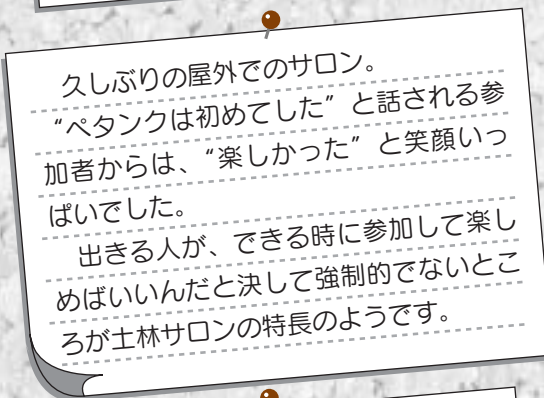 久しぶりの屋外でのサロン。
“ペタンクは初めてした”と話される参
加者からは、“楽しかった”と笑顔いっ
ぱいでした。
　出きる人が、できる時に参加して楽し
めばいいんだと決して強制的でないとこ
ろが土林サロンの特長のようです。